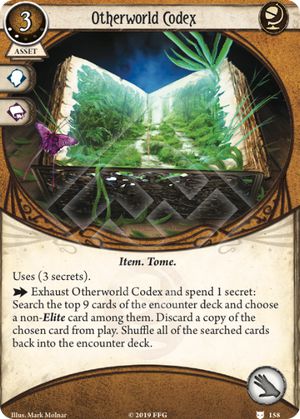 Otherworld Codex
3
ASSET
Item. Tome.
Uses (3 secrets).
Exhaust Otherworld Codex and spend 1 secret:
Search the top 9 cards of the encounter deck and choose
a non-Elite card among them. Discard a copy of the
chosen card from play. Shuffle all of the searched cards
back into the encounter deck.
Illus. Mark Molnar
© 2019 FFG
158